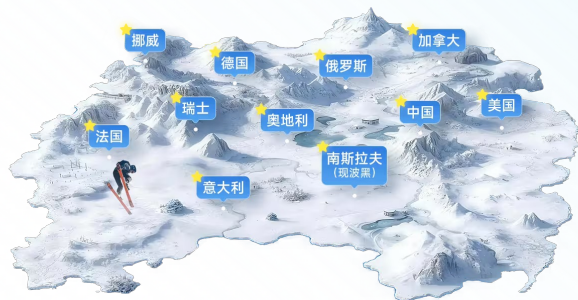 挪威
德国
俄罗斯
加拿大
瑞士
奥地利
中国
美国
法国
意大利
南斯拉夫
(现波黑)